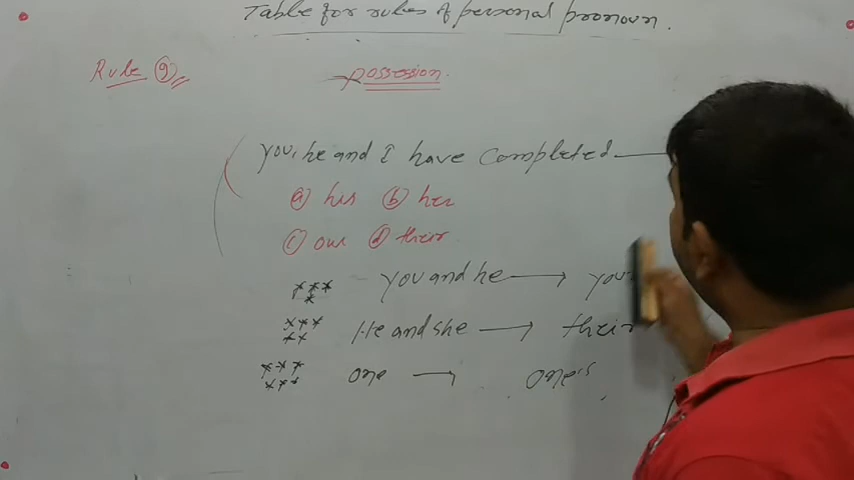 Table for rules of personal pronoun.
Rule 9
possession.
you, he and I have completed
a his b her
c our d their
*** * you and he → you
*** ** He and she → their
*** *** one → one's